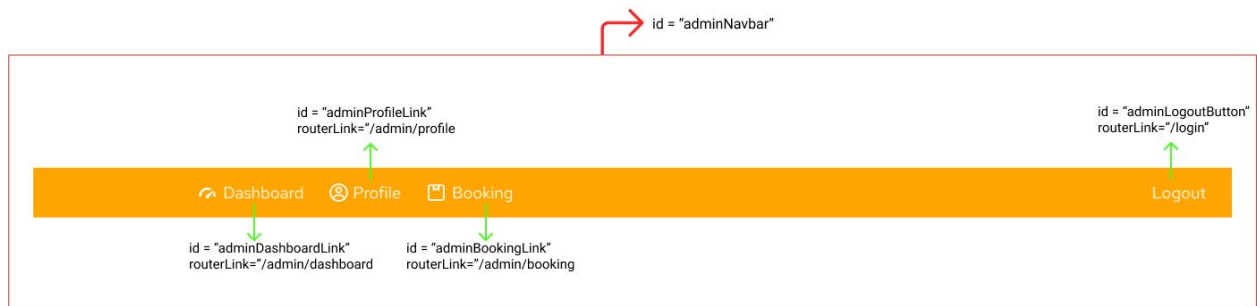 id = “adminNavbar”
id = “adminProfileLink”
routerLink=“/admin/profile
id = “adminLogoutButton”
routerLink=“/login“
Dashboard Profile Booking Logout
id = “adminDashboardLink”
routerLink=“/admin/dashboard
id = “adminBookingLink”
routerLink=“/admin/booking